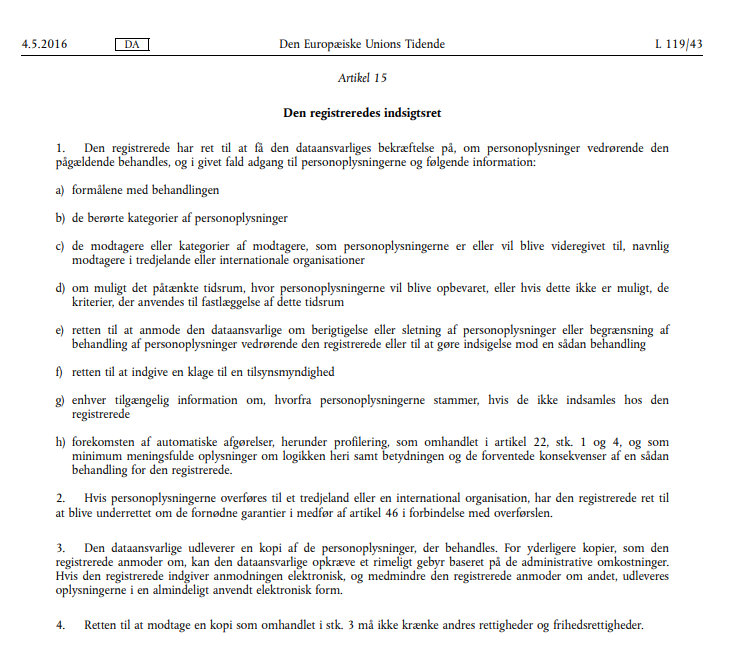 4.5.2016 DA Den Europæiske Unions Tidende L 119/43
Artikel 15
Den registreredes indsigtsret
1. Den registrerede har ret til at få den dataansvarliges bekræftelse på, om personoplysninger vedrørende den
pågældende behandles, og i givet fald adgang til personoplysningerne og følgende information:
a) formålene med behandlingen
b) de berørte kategorier af personoplysninger
c) de modtagere eller kategorier af modtagere, som personoplysningerne er eller vil blive videregivet til, navnlig
modtagere i tredjelande eller internationale organisationer
d) om muligt det påtænkte tidsrum, hvor personoplysningerne vil blive opbevaret, eller hvis dette ikke er muligt, de
kriterier, der anvendes til fastlæggelse af dette tidsrum
e) retten til at anmode den dataansvarlige om berigtigelse eller sletning af personoplysninger eller begrænsning af
behandling af personoplysninger vedrørende den registrerede eller til at gøre indsigelse mod en sådan behandling
f) retten til at indgive en klage til en tilsynsmyndighed
g) enhver tilgængelig information om, hvorfra personoplysningerne stammer, hvis de ikke indsamles hos den
registrerede
h) forekomsten af automatiske afgørelser, herunder profilering, som omhandlet i artikel 22, stk. 1 og 4, og som
minimum meningsfulde oplysninger om logikken heri samt betydningen og de forventede konsekvenser af en sådan
behandling for den registrerede.
2. Hvis personoplysningerne overføres til et tredjeland eller en international organisation, har den registrerede ret til
at blive underrettet om de fornødne garantier i medfør af artikel 46 i forbindelse med overførslen.
3. Den dataansvarlige udleverer en kopi af de personoplysninger, der behandles. For yderligere kopier, som den
registrerede anmoder om, kan den dataansvarlige opkræve et rimeligt gebyr baseret på de administrative omkostninger.
Hvis den registrerede indgiver anmodningen elektronisk, og medmindre den registrerede anmoder om andet, udleveres
oplysningerne i en almindeligt anvendt elektronisk form.
4. Retten til at modtage en kopi som omhandlet i stk. 3 må ikke krænke andres rettigheder og frihedsrettigheder.